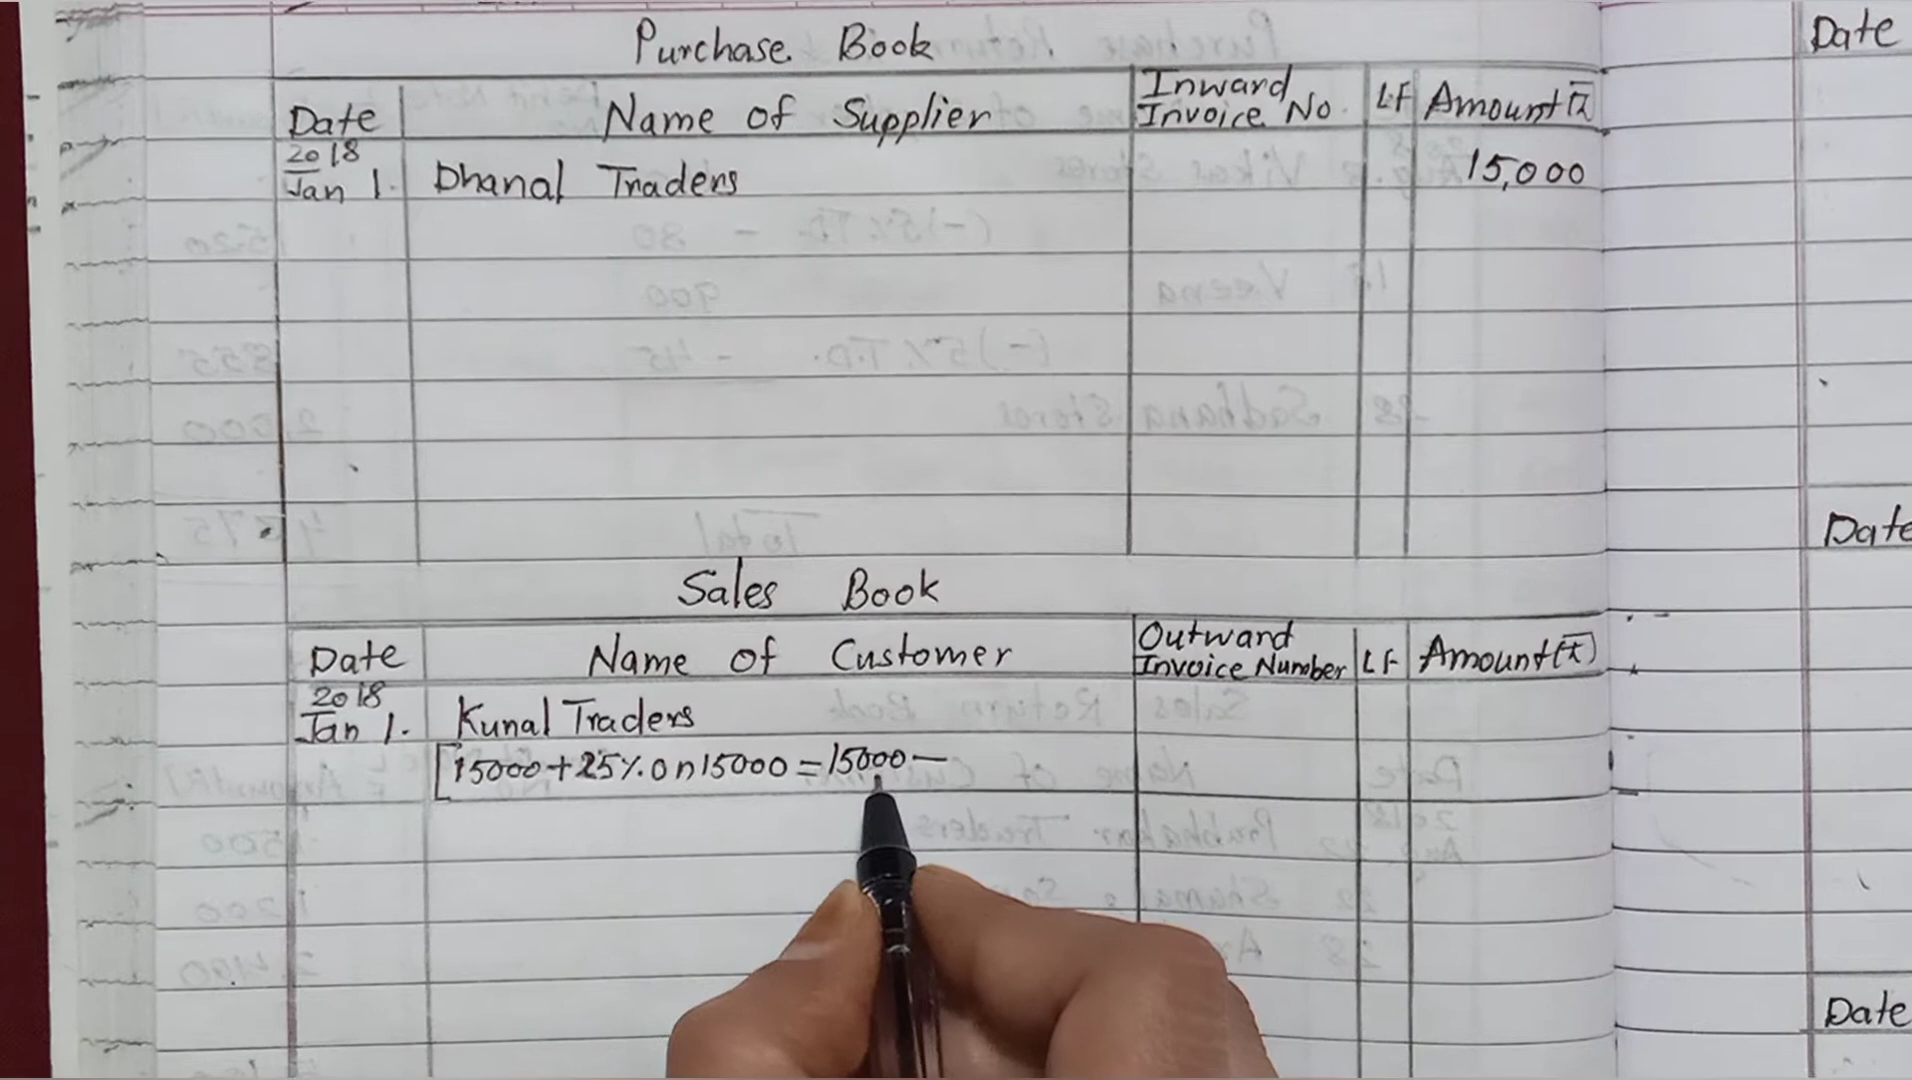 Purchase Book
Date
Date Name of Supplier Inward Invoice No. LF Amount(₹)
2018
Jan 1. Dhanal Traders 15,000
Date
Sales Book
Date Name of Customer Outward Invoice Number LF Amount(₹)
2018
Jan 1. Kunal Traders
[15000+25%.on15000=15000—
Date